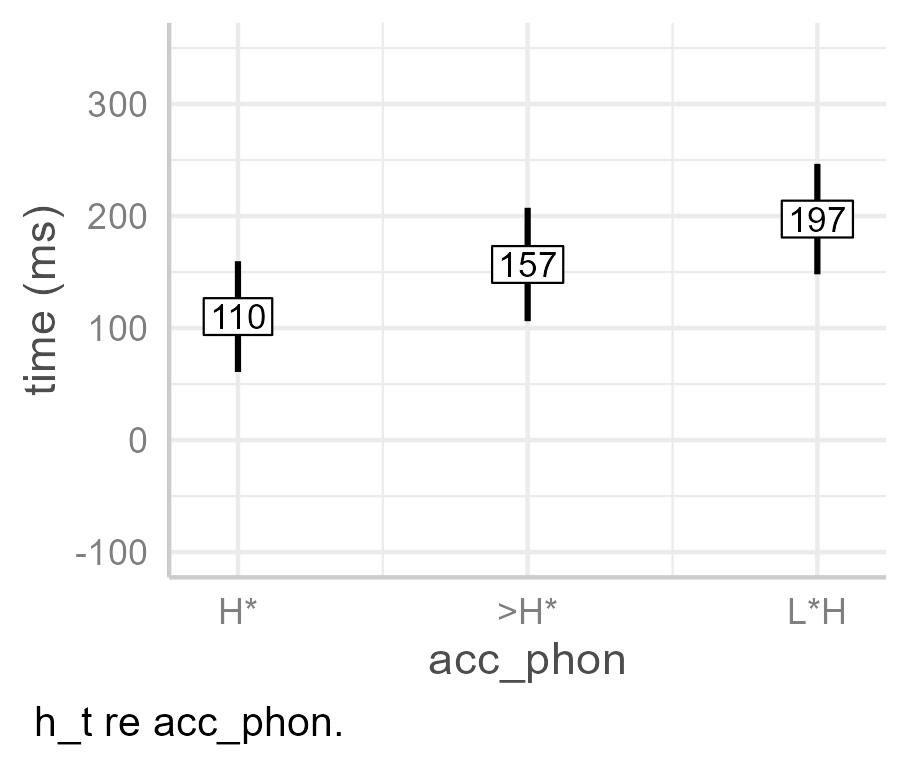 time (ms)
300
200
100
0
-100
110
157
197
H*
>H*
L*H
acc_phon
h_t re acc_phon.